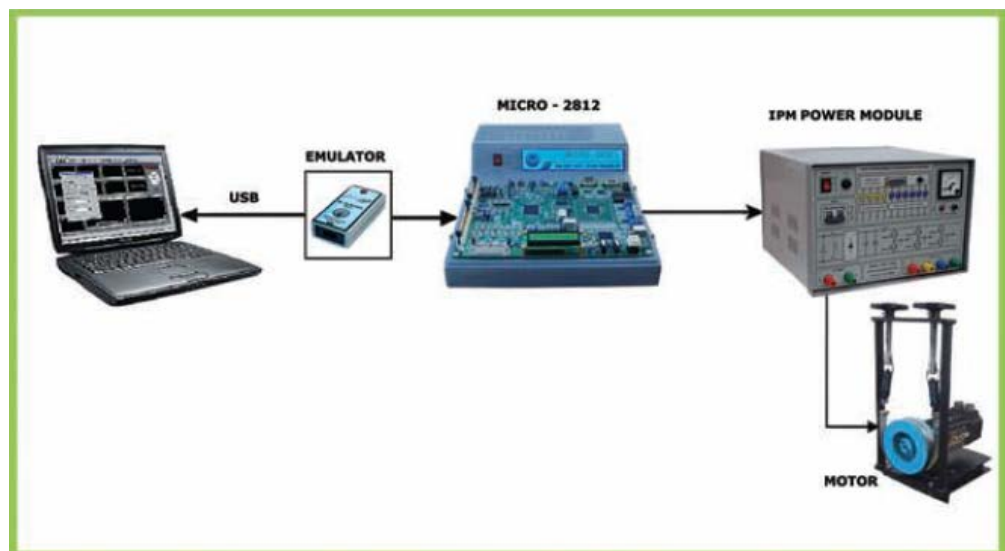 MICRO - 2812
IPM POWER MODULE
EMULATOR
USB
MOTOR